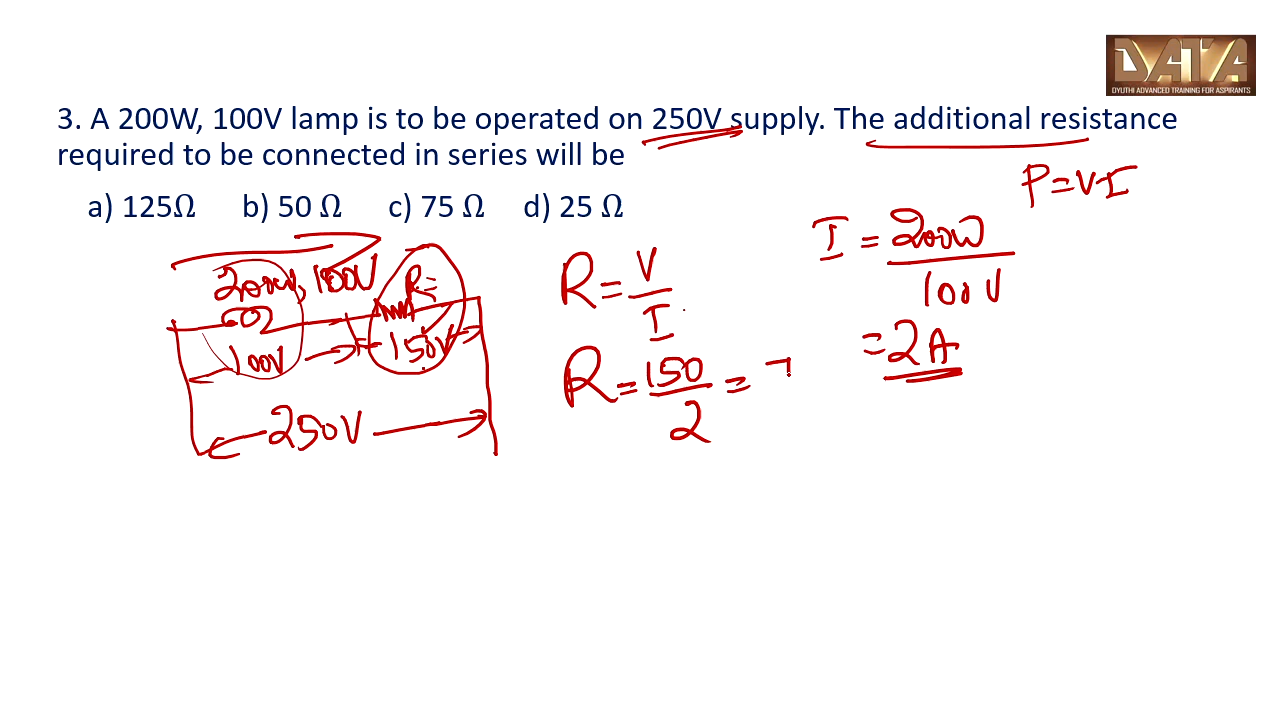 DATA
DYUTHI ADVANCED TRAINING FOR ASPIRANTS
3. A 200W, 100V lamp is to be operated on 250V supply. The additional resistance
required to be connected in series will be
a) 125Ω b) 50 Ω c) 75 Ω d) 25 Ω
P=VI
I = 200W
100V
= 2A
200W, 100V
R=
100V
150V
250V
R = V
I
R = 150
2
= 7